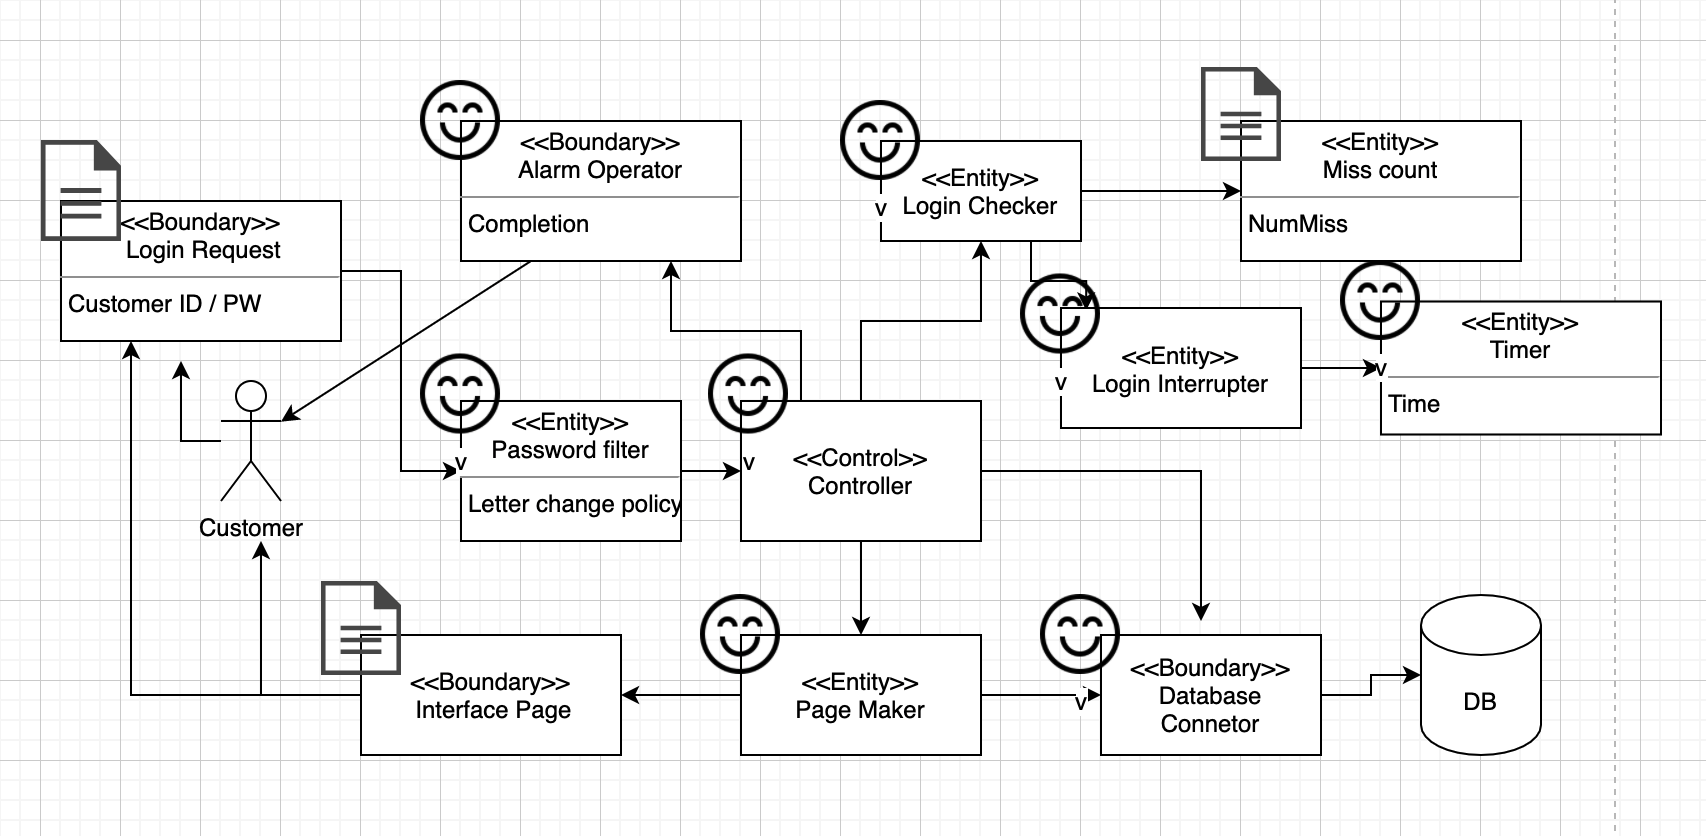 <<Boundary>>
Login Request
Customer ID / PW
<<Boundary>>
Alarm Operator
Completion
<<Entity>>
Login Checker
v
<<Entity>>
Miss count
NumMiss
<<Entity>>
Login Interrupter
v
<<Entity>>
Timer
v
Time
Customer
<<Entity>>
Password filter
v
Letter change policy
<<Control>>
Controller
v
<<Boundary>>
Interface Page
<<Entity>>
Page Maker
<<Boundary>>
Database
Connetor
v
DB